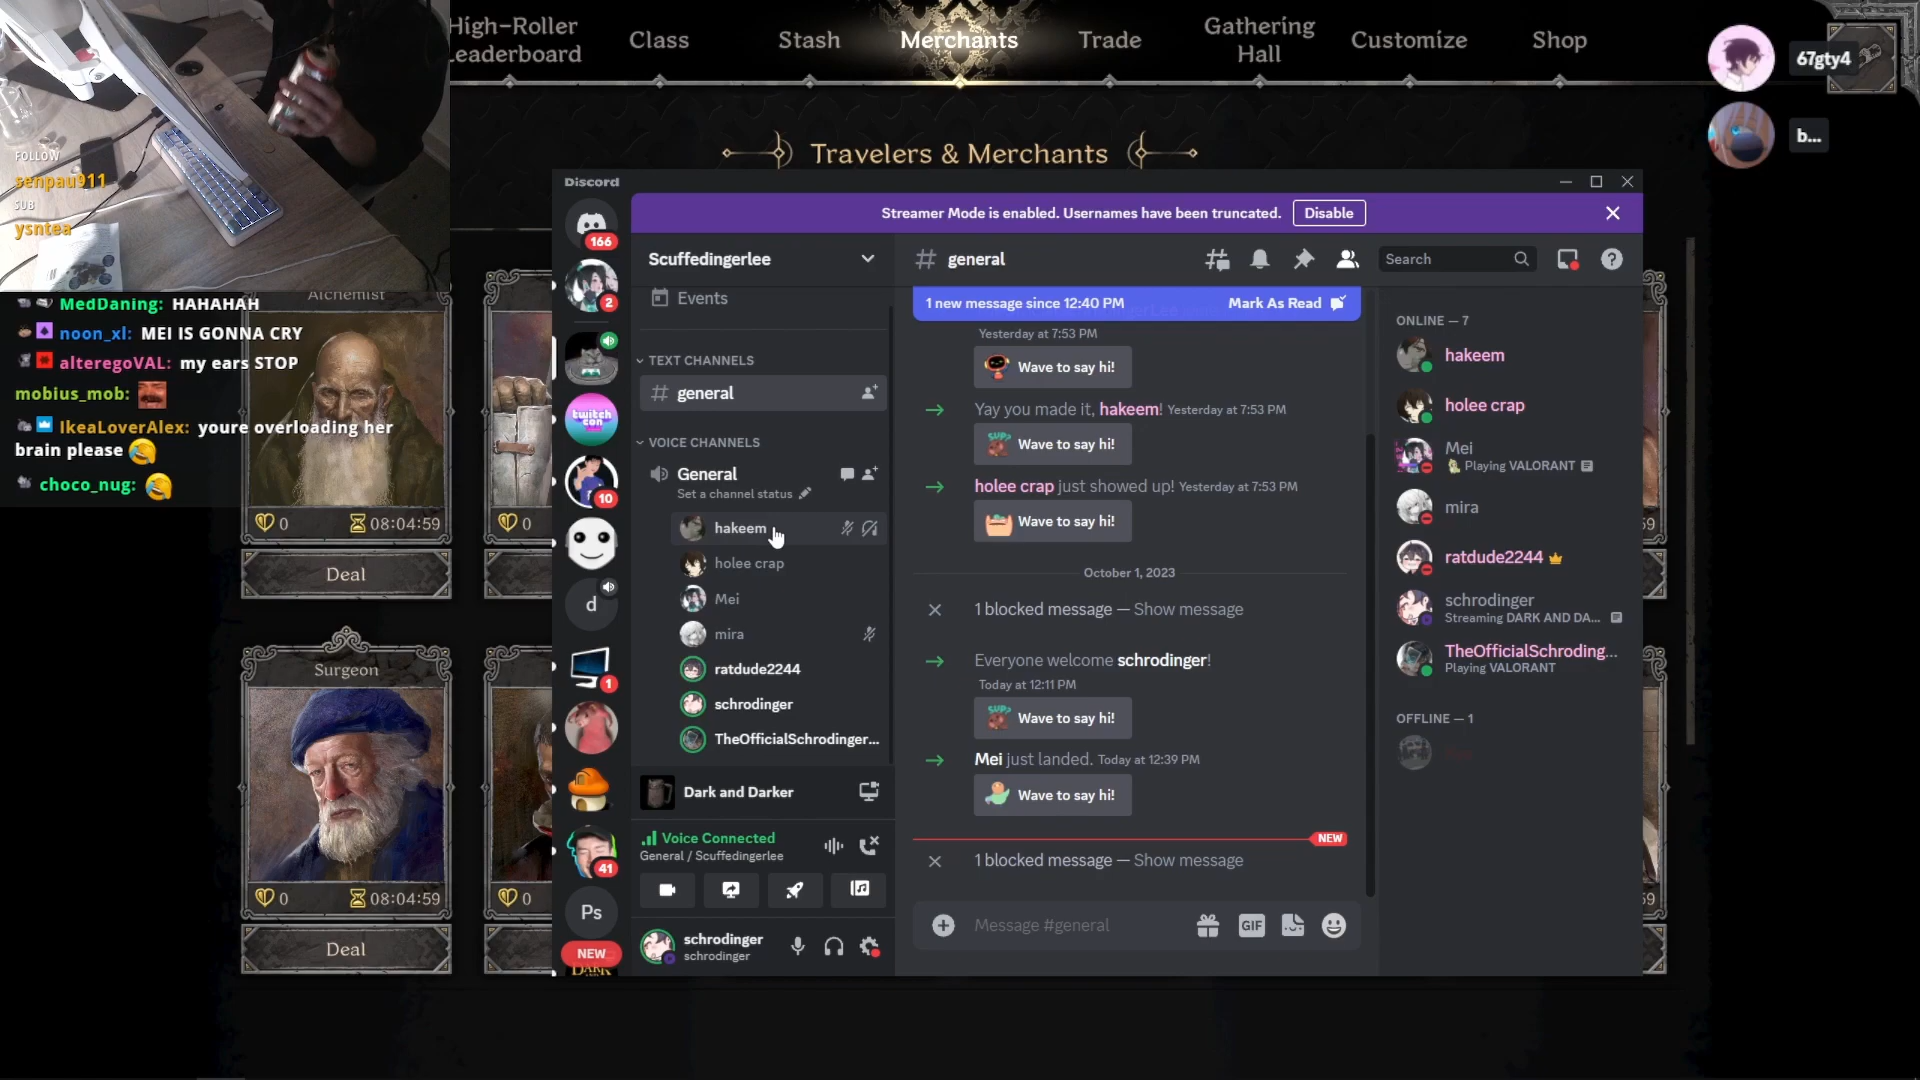 High-Roller
Leaderboard
Class
Stash
Merchants
Trade
Gathering
Hall
Customize
Shop
67gty4
b...
Travelers & Merchants
FOLLOW
senpau911
SUB
ysntea
MedDaning: HAHAHAH
noon_xl: MEI IS GONNA CRY
alteregoVAL: my ears STOP
mobius_mob:
IkeaLoverAlex: youre overloading her
brain please
choco_nug:
Alchemist
0
08:04:59
Deal
0
Surgeon
0
08:04:59
Deal
0
59
59
Discord
Streamer Mode is enabled. Usernames have been truncated.
Disable
166
2
twitch
con
10
d
1
41
Ps
NEW
DARK
Scuffedingerlee
Events
TEXT CHANNELS
general
VOICE CHANNELS
General
Set a channel status
hakeem
holee crap
Mei
mira
ratdude2244
schrodinger
TheOfficialSchrodinger...
Dark and Darker
Voice Connected
General / Scuffedingerlee
schrodinger
schrodinger
general
Search
1 new message since 12:40 PM
Mark As Read
Yesterday at 7:53 PM
Wave to say hi!
Yay you made it, hakeem! Yesterday at 7:53 PM
SUP?
Wave to say hi!
holee crap just showed up! Yesterday at 7:53 PM
Wave to say hi!
October 1, 2023
1 blocked message — Show message
Everyone welcome schrodinger!
Today at 12:11 PM
SUP?
Wave to say hi!
Mei just landed. Today at 12:39 PM
Wave to say hi!
NEW
1 blocked message — Show message
Message #general
GIF
ONLINE — 7
hakeem
holee crap
Mei
Playing VALORANT
mira
ratdude2244
schrodinger
Streaming DARK AND DA...
TheOfficialSchroding...
Playing VALORANT
OFFLINE — 1